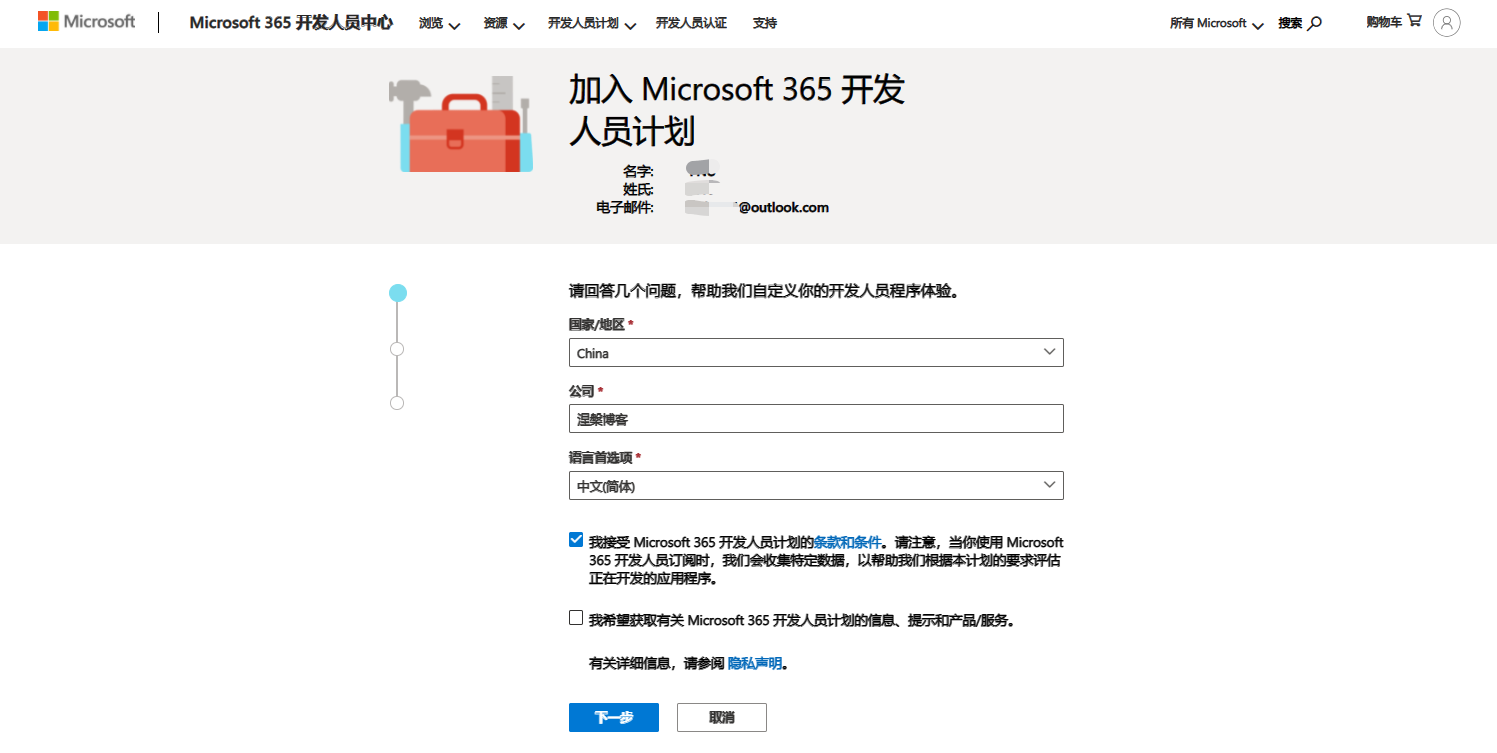 Microsoft
Microsoft 365 开发人员中心
浏览
资源
开发人员计划
开发人员认证
支持
所有 Microsoft
搜索
购物车
加入 Microsoft 365 开发
人员计划
名字:
姓氏:
电子邮件:
@outlook.com
请回答几个问题，帮助我们自定义你的开发人员程序体验。
国家/地区 *
China
公司 *
涅槃博客
语言首选项 *
中文(简体)
我接受 Microsoft 365 开发人员计划的条款和条件。请注意，当你使用 Microsoft
365 开发人员订阅时，我们会收集特定数据，以帮助我们根据本计划的要求评估
正在开发的应用程序。
我希望获取有关 Microsoft 365 开发人员计划的信息、提示和产品/服务。
有关详细信息，请参阅 隐私声明。
下一步
取消